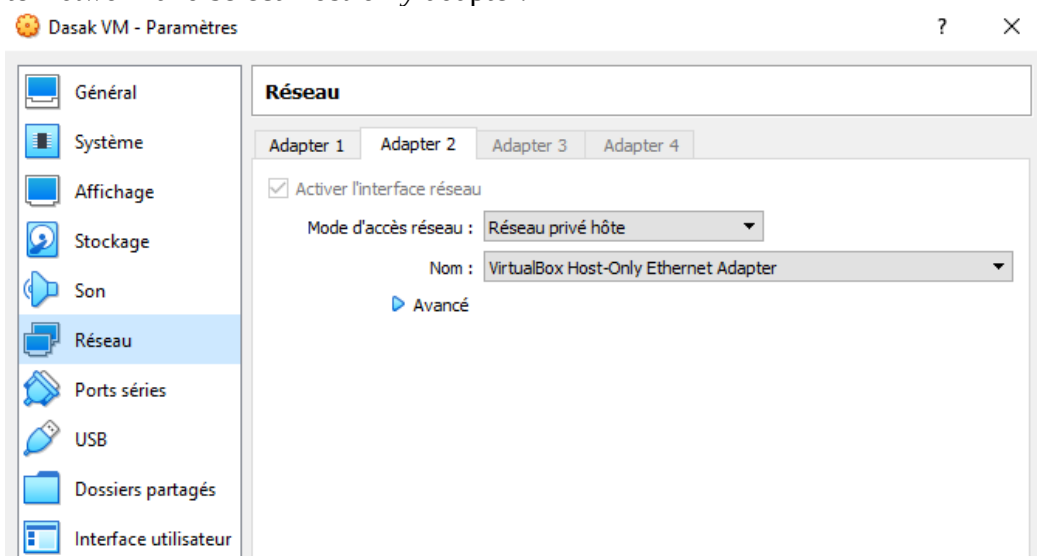 Dasak VM - Paramètres ? ×
Général
Système
Affichage
Stockage
Son
Réseau
Ports séries
USB
Dossiers partagés
Interface utilisateur
Réseau
Adapter 1 Adapter 2 Adapter 3 Adapter 4
Activer l'interface réseau
Mode d'accès réseau : Réseau privé hôte
Nom : VirtualBox Host-Only Ethernet Adapter
Avancé